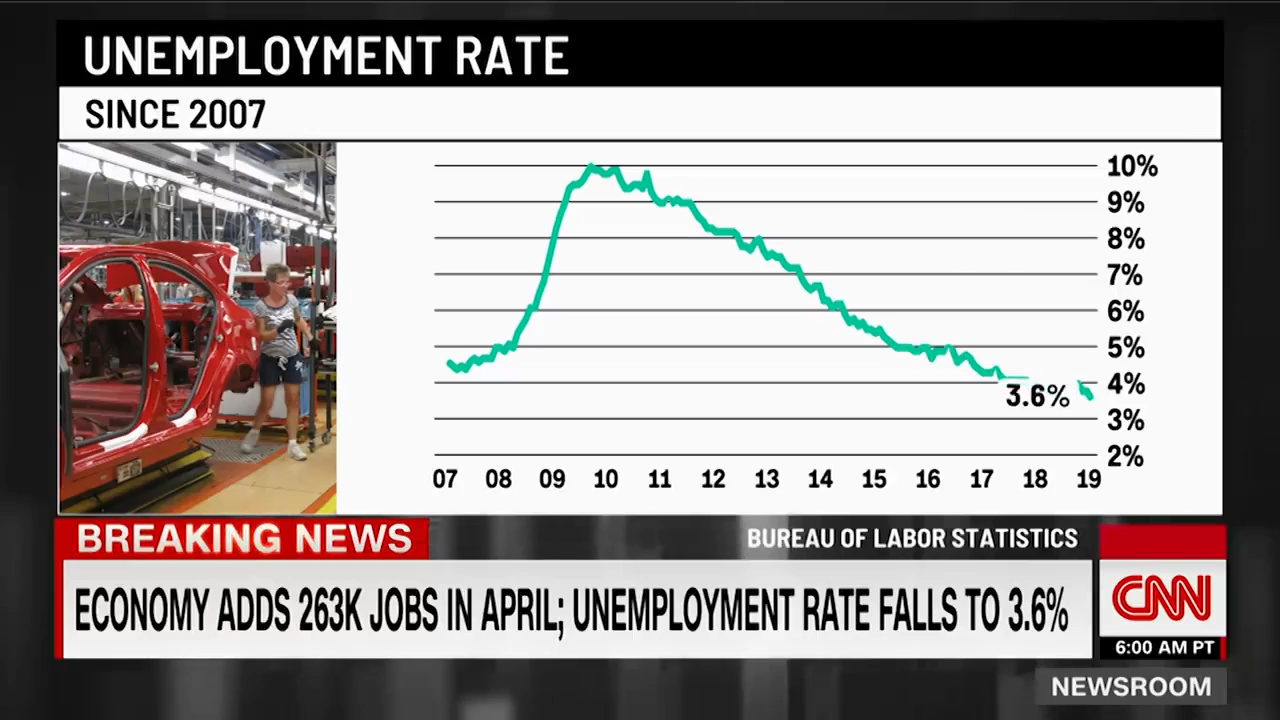 UNEMPLOYMENT RATE
SINCE 2007
10%
9%
8%
7%
6%
5%
4%
3.6%
3%
2%
07 08 09 10 11 12 13 14 15 16 17 18 19
BREAKING NEWS
BUREAU OF LABOR STATISTICS
ECONOMY ADDS 263K JOBS IN APRIL; UNEMPLOYMENT RATE FALLS TO 3.6%
CNN
6:00 AM PT
NEWSROOM